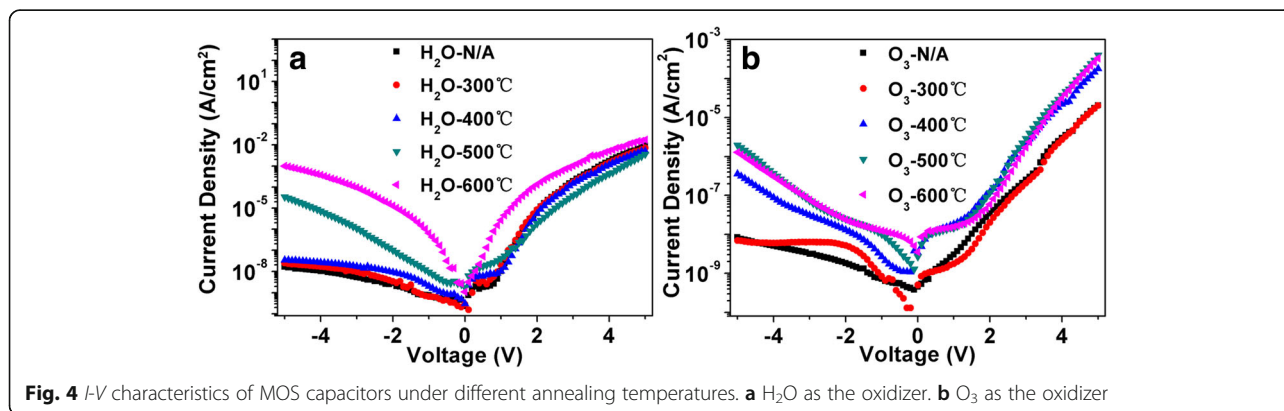 a
H₂O-N/A
H₂O-300℃
H₂O-400℃
H₂O-500℃
H₂O-600℃
Current Density (A/cm²)
10¹
10⁻²
10⁻⁵
10⁻⁸
-4 -2 0 2 4
Voltage (V)
b
O₃-N/A
O₃-300℃
O₃-400℃
O₃-500℃
O₃-600℃
Current Density (A/cm²)
10⁻³
10⁻⁵
10⁻⁷
10⁻⁹
-4 -2 0 2 4
Voltage (V)
Fig. 4 I-V characteristics of MOS capacitors under different annealing temperatures. a H₂O as the oxidizer. b O₃ as the oxidizer